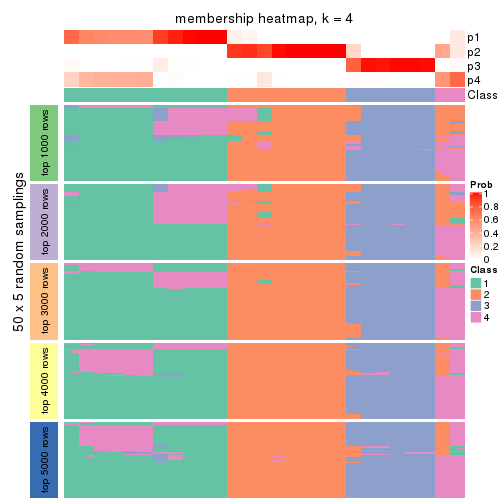 membership heatmap, k = 4
p1
p2
p3
p4
Class
50 x 5 random samplings
top 1000 rows
top 2000 rows
top 3000 rows
top 4000 rows
top 5000 rows
Prob
1
0.8
0.6
0.4
0.2
0
Class
1
2
3
4